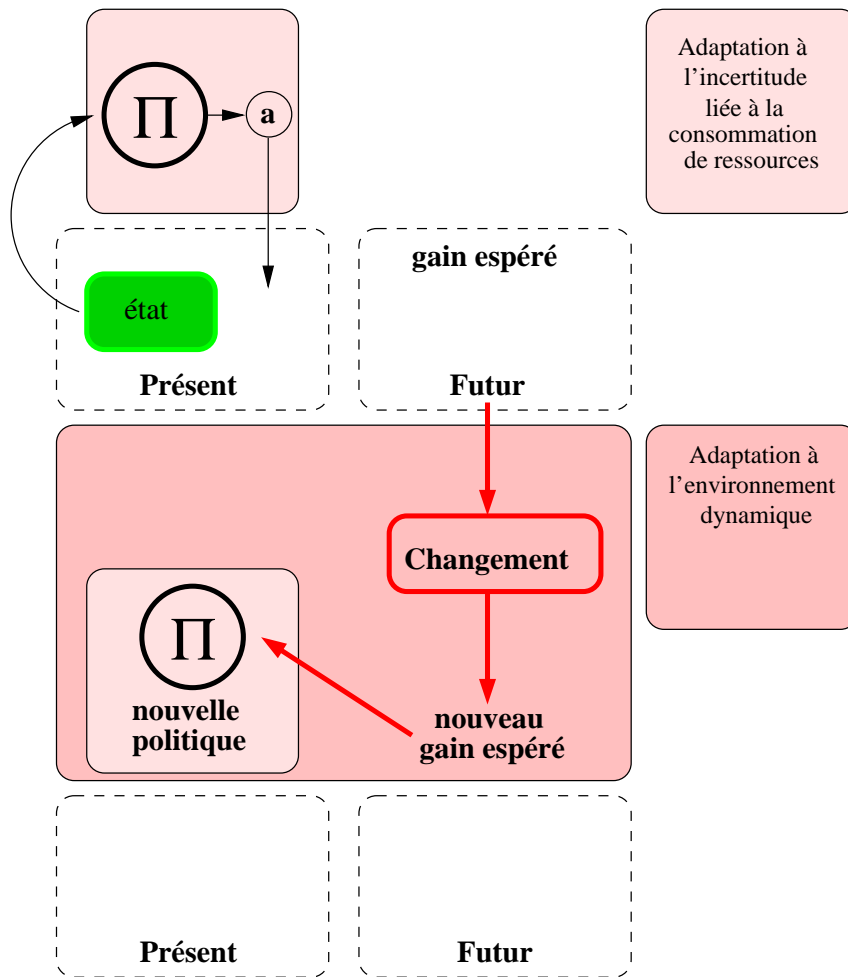 Π
a
Adaptation à
l’incertitude
liée à la
consommation
de ressources
gain espéré
état
Présent
Futur
Adaptation à
l’environnement
dynamique
Changement
Π
nouvelle
politique
nouveau
gain espéré
Présent
Futur